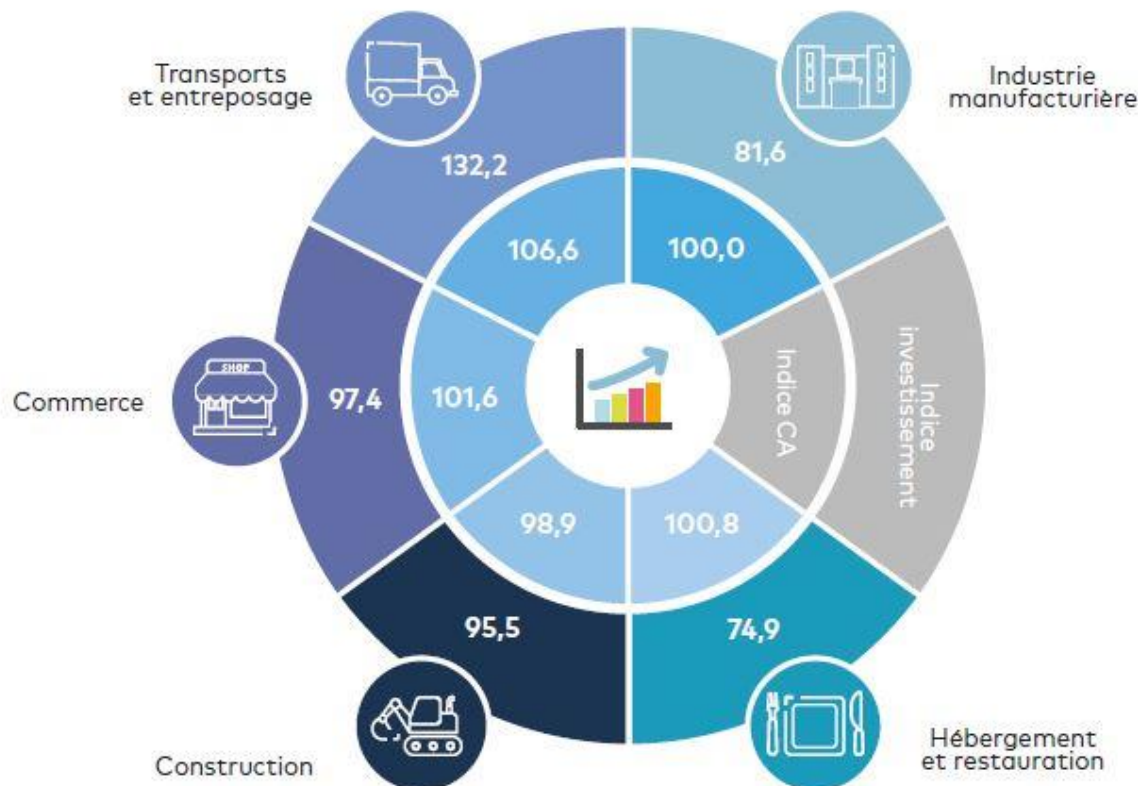 Transports
et entreposage
Industrie
manufacturière
132,2
81,6
106,6
100,0
SHOP
Commerce
97,4
101,6
Indice CA
Indice
investissement
98,9
100,8
95,5
74,9
Construction
Hébergement
et restauration